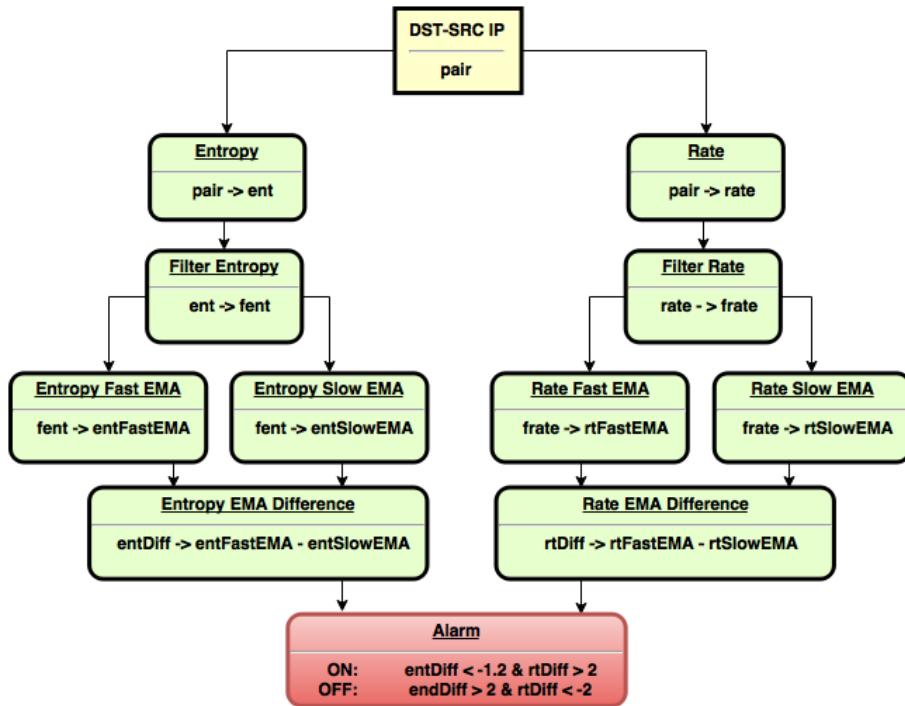 DST-SRC IP
pair
Entropy
pair -> ent
Rate
pair -> rate
Filter Entropy
ent -> fent
Filter Rate
rate - > frate
Entropy Fast EMA
fent -> entFastEMA
Entropy Slow EMA
fent -> entSlowEMA
Rate Fast EMA
frate -> rtFastEMA
Rate Slow EMA
frate -> rtSlowEMA
Entropy EMA Difference
entDiff -> entFastEMA - entSlowEMA
Rate EMA Difference
rtDiff -> rtFastEMA - rtSlowEMA
Alarm
ON: entDiff < -1.2 & rtDiff > 2
OFF: endDiff > 2 & rtDiff < -2